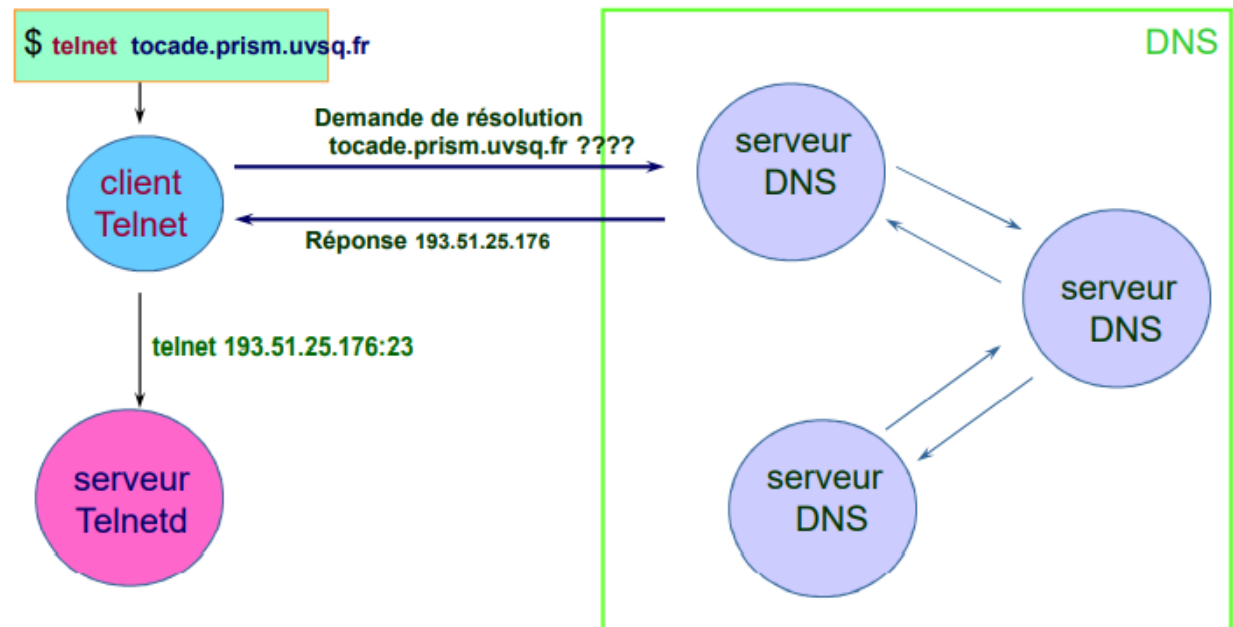 $ telnet tocade.prism.uvsq.fr
DNS
Demande de résolution
tocade.prism.uvsq.fr ????
serveur
DNS
client
Telnet
Réponse 193.51.25.176
serveur
DNS
telnet 193.51.25.176:23
serveur
Telnetd
serveur
DNS